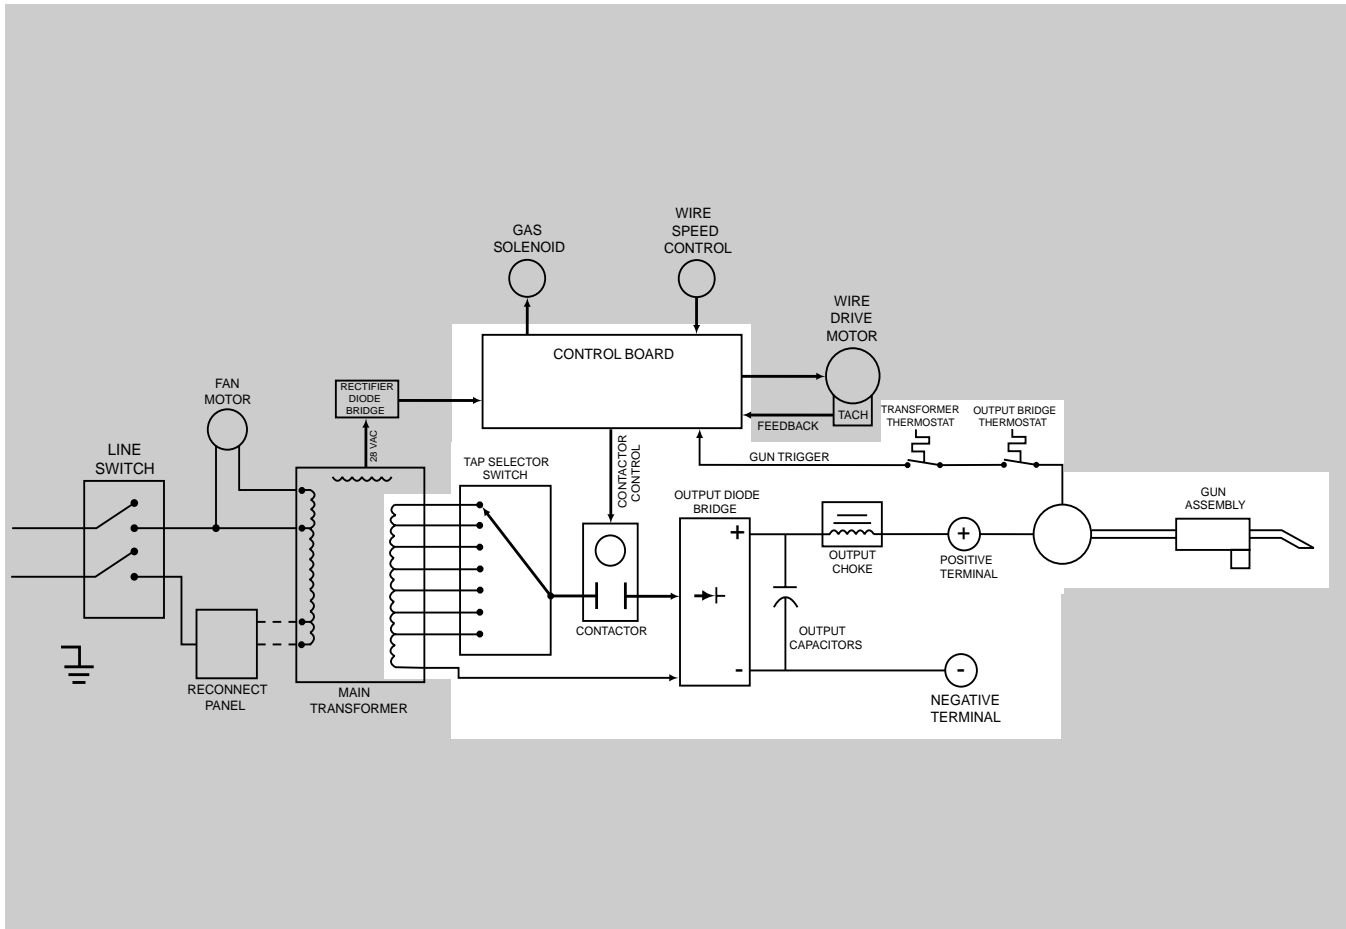 GAS
SOLENOID
WIRE
SPEED
CONTROL
WIRE
DRIVE
MOTOR
CONTROL BOARD
FAN
MOTOR
RECTIFIER
DIODE
BRIDGE
TACH
FEEDBACK
TRANSFORMER
THERMOSTAT
OUTPUT BRIDGE
THERMOSTAT
28 VAC
LINE
SWITCH
TAP SELECTOR
SWITCH
CONTACTOR
CONTROL
GUN TRIGGER
OUTPUT DIODE
BRIDGE
GUN
ASSEMBLY
+
+
OUTPUT
CHOKE
POSITIVE
TERMINAL
CONTACTOR
OUTPUT
CAPACITORS
-
-
RECONNECT
PANEL
MAIN
TRANSFORMER
NEGATIVE
TERMINAL